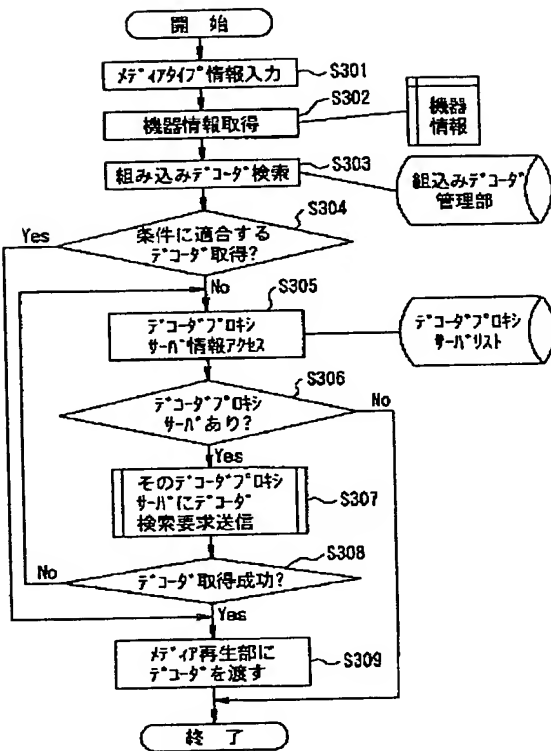 開 始
メディアタイプ情報入力
S301
S302
機器情報取得
機器
情報
S303
組み込みデコーダ検索
組込みデコーダ
管理部
S304
Yes
条件に適合する
デコーダ取得?
No
S305
デコーダプロキシ
サーバ情報アクセス
デコーダプロキシ
サーバリスト
S306
デコーダプロキシ
サーバあり?
No
Yes
そのデコーダプロキシ
サーバにデコーダ
検索要求送信
S307
S308
No
デコーダ取得成功?
Yes
メディア再生部に
デコーダを渡す
S309
終 了